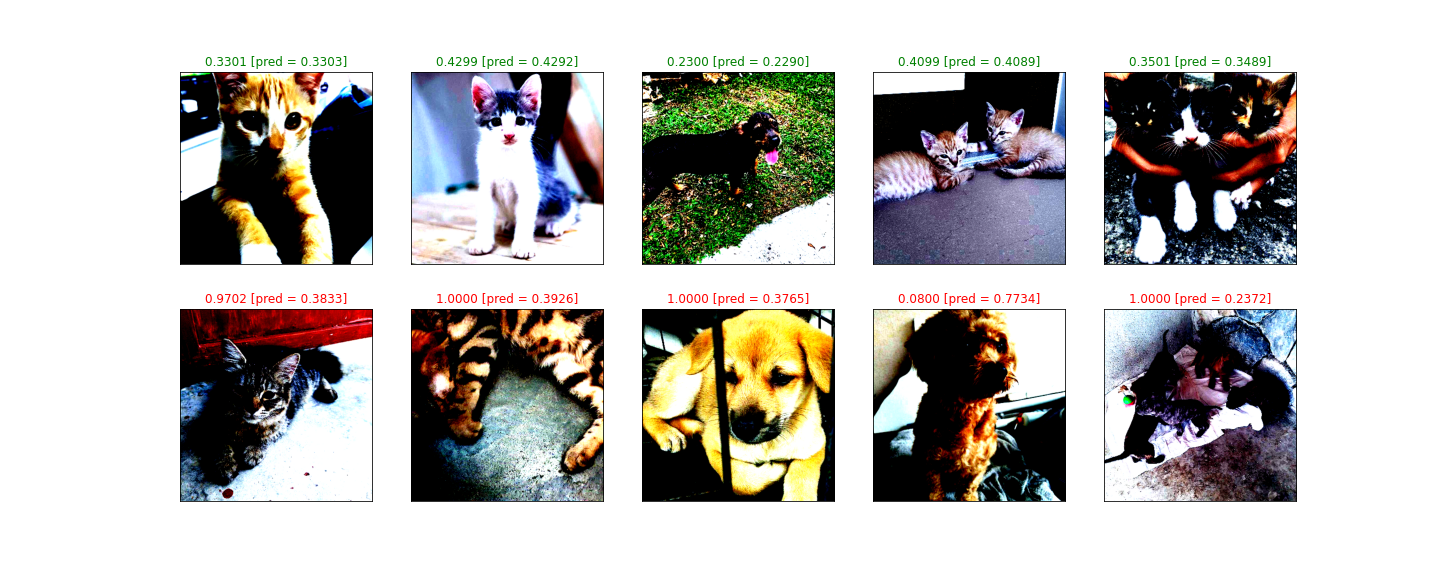 0.3301 [pred = 0.3303]
0.4299 [pred = 0.4292]
0.2300 [pred = 0.2290]
0.4099 [pred = 0.4089]
0.3501 [pred = 0.3489]
0.9702 [pred = 0.3833]
1.0000 [pred = 0.3926]
1.0000 [pred = 0.3765]
0.0800 [pred = 0.7734]
1.0000 [pred = 0.2372]